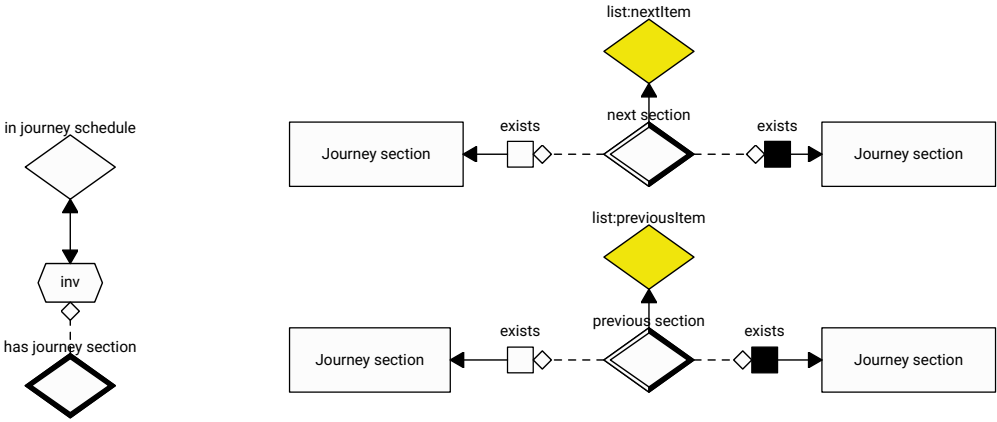 list:nextItem
in journey schedule
next section
exists
exists
Journey section
Journey section
list:previousItem
inv
previous section
exists
exists
has journey section
Journey section
Journey section